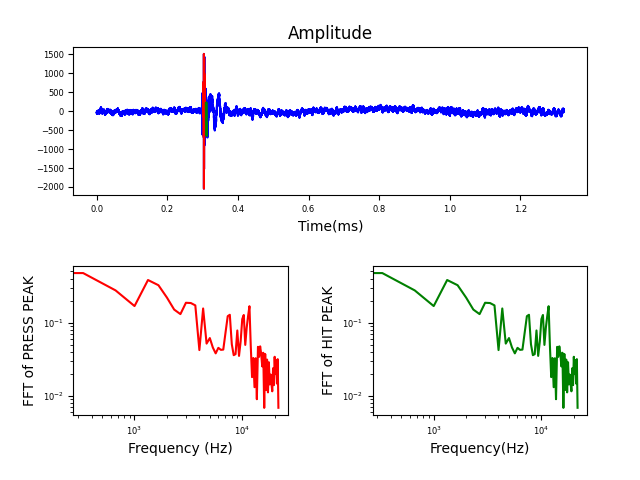 Amplitude
1500
1000
500
0
−500
−1000
−1500
−2000
0.0 0.2 0.4 0.6 0.8 1.0 1.2
Time(ms)
FFT of PRESS PEAK
10⁻¹
10⁻²
10³ 10⁴
Frequency (Hz)
FFT of HIT PEAK
10⁻¹
10⁻²
10³ 10⁴
Frequency(Hz)